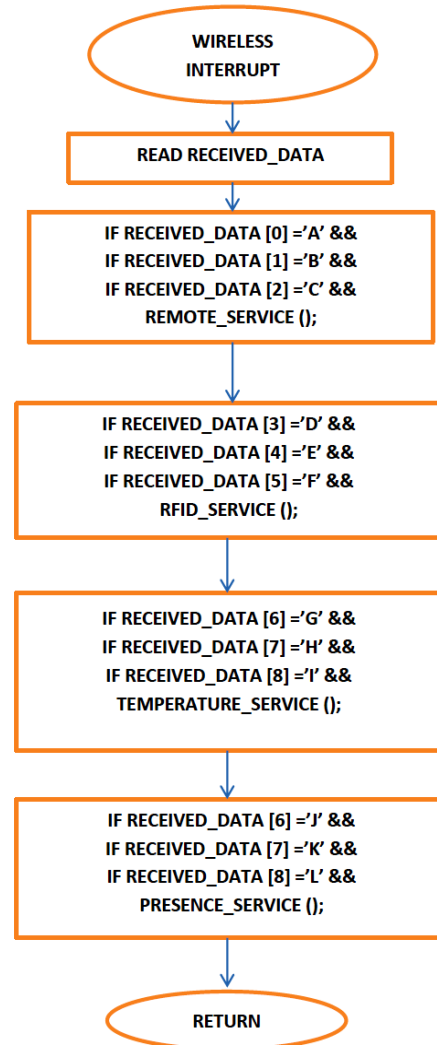 WIRELESS
INTERRUPT
READ RECEIVED_DATA
IF RECEIVED_DATA [0] =’A’ &&
IF RECEIVED_DATA [1] =’B’ &&
IF RECEIVED_DATA [2] =’C’ &&
REMOTE_SERVICE ();
IF RECEIVED_DATA [3] =’D’ &&
IF RECEIVED_DATA [4] =’E’ &&
IF RECEIVED_DATA [5] =’F’ &&
RFID_SERVICE ();
IF RECEIVED_DATA [6] =’G’ &&
IF RECEIVED_DATA [7] =’H’ &&
IF RECEIVED_DATA [8] =’I’ &&
TEMPERATURE_SERVICE ();
IF RECEIVED_DATA [6] =’J’ &&
IF RECEIVED_DATA [7] =’K’ &&
IF RECEIVED_DATA [8] =’L’ &&
PRESENCE_SERVICE ();
RETURN